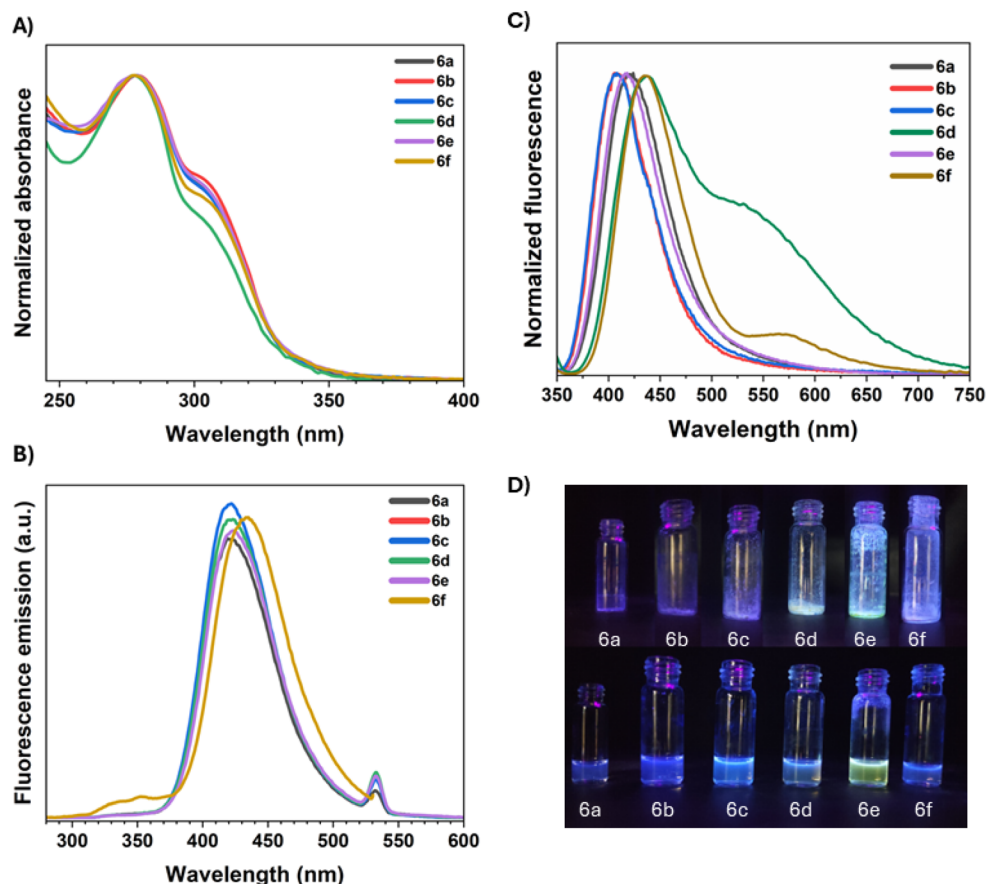 A)
6a
6b
6c
6d
6e
6f
Normalized absorbance
250 300 350 400
Wavelength (nm)
B)
6a
6b
6c
6d
6e
6f
Fluorescence emission (a.u.)
300 350 400 450 500 550 600
Wavelength (nm)
C)
6a
6b
6c
6d
6e
6f
Normalized fluorescence
350 400 450 500 550 600 650 700 750
Wavelength (nm)
D)
6a 6b 6c 6d 6e 6f
6a 6b 6c 6d 6e 6f